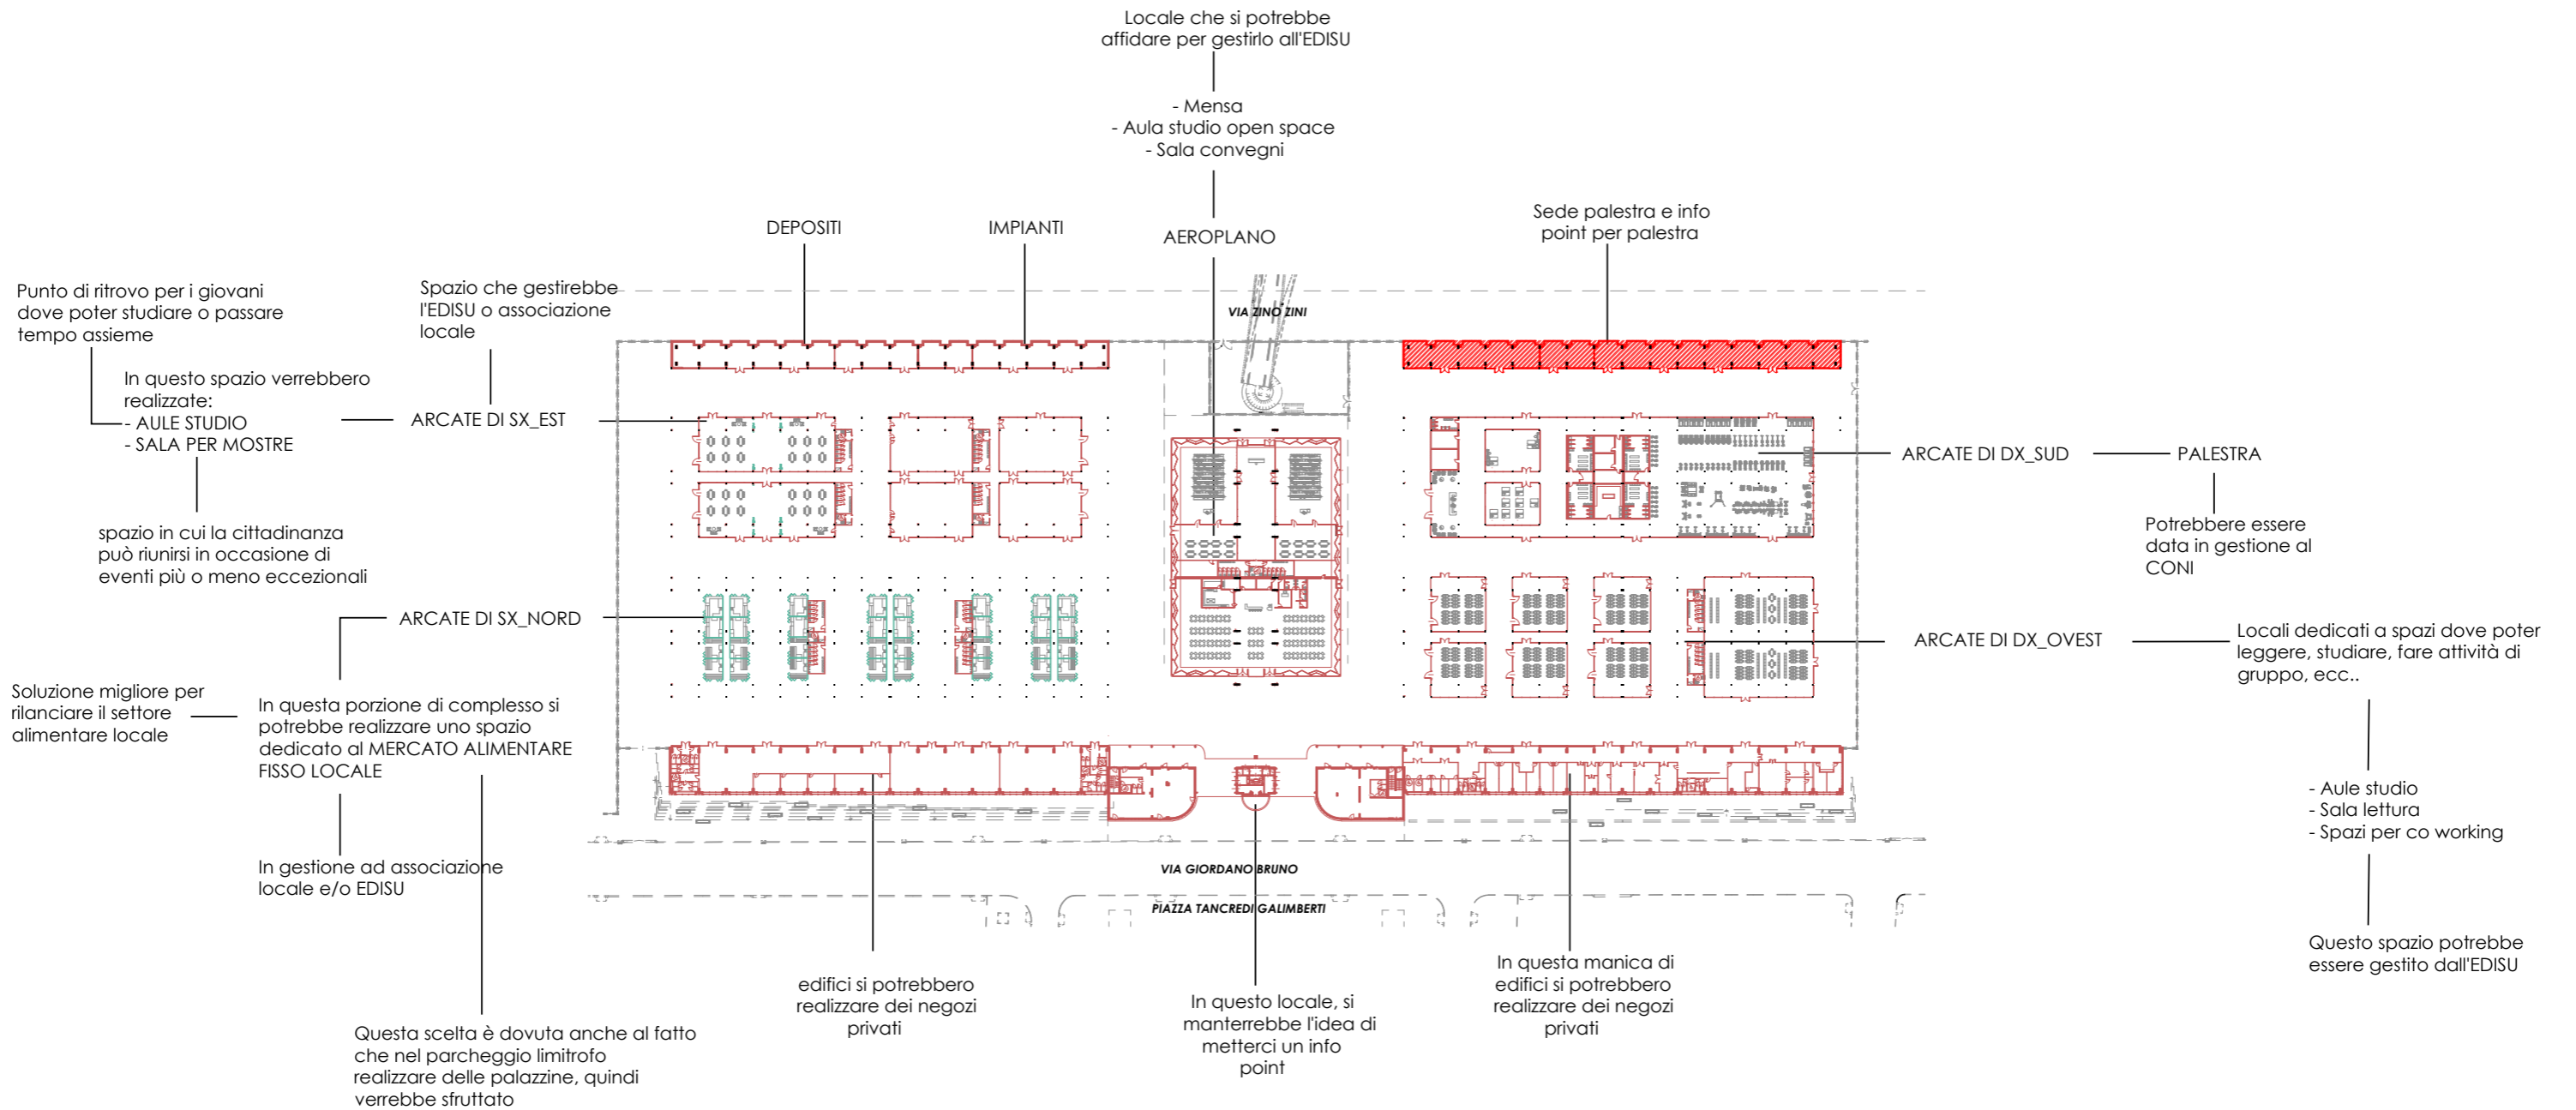 Locale che si potrebbe
affidare per gestirlo all'EDISU
- Mensa
- Aula studio open space
- Sala convegni
AEROPLANO
DEPOSITI
IMPIANTI
Sede palestra e info
point per palestra
Punto di ritrovo per i giovani
dove poter studiare o passare
tempo assieme
Spazio che gestirebbe
l'EDISU o associazione
locale
In questo spazio verrebbero
realizzate:
- AULE STUDIO
- SALA PER MOSTRE
ARCATE DI SX_EST
spazio in cui la cittadinanza
può riunirsi in occasione di
eventi più o meno eccezionali
VIA ZINO ZINI
ARCATE DI DX_SUD
PALESTRA
Potrebbere essere
data in gestione al
CONI
ARCATE DI SX_NORD
ARCATE DI DX_OVEST
Locali dedicati a spazi dove poter
leggere, studiare, fare attività di
gruppo, ecc..
Soluzione migliore per
rilanciare il settore
alimentare locale
In questa porzione di complesso si
potrebbe realizzare uno spazio
dedicato al MERCATO ALIMENTARE
FISSO LOCALE
- Aule studio
- Sala lettura
- Spazi per co working
In gestione ad associazione
locale e/o EDISU
VIA GIORDANO BRUNO
PIAZZA TANCREDI GALIMBERTI
Questo spazio potrebbe
essere gestito dall'EDISU
edifici si potrebbero
realizzare dei negozi
privati
In questo locale, si
manterrebbe l'idea di
metterci un info
point
In questa manica di
edifici si potrebbero
realizzare dei negozi
privati
Questa scelta è dovuta anche al fatto
che nel parcheggio limitrofo
realizzare delle palazzine, quindi
verrebbe sfruttato